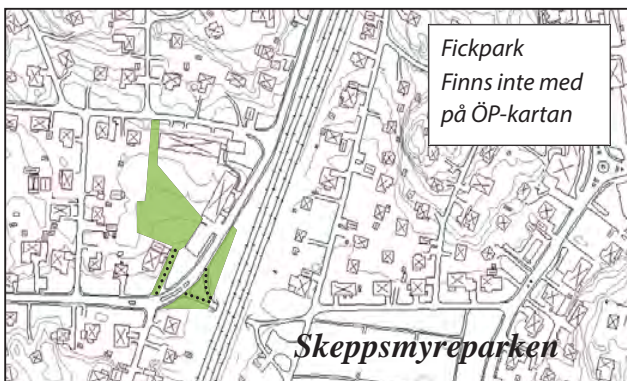 Fickpark
Finns inte med
på ÖP-kartan
Skeppsmyreparken